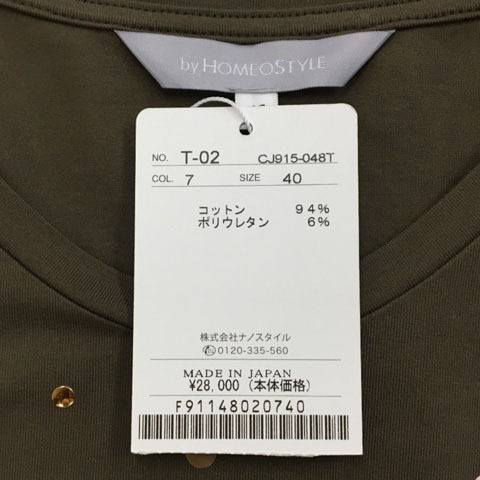 by HOMEOSTYLE
NO. T-02 CJ915-048T
COL. 7 SIZE 40
コットン 94%
ポリウレタン 6%
株式会社ナノスタイル
0120-335-560
MADE IN JAPAN
¥28,000 (本体価格)
F91148020740